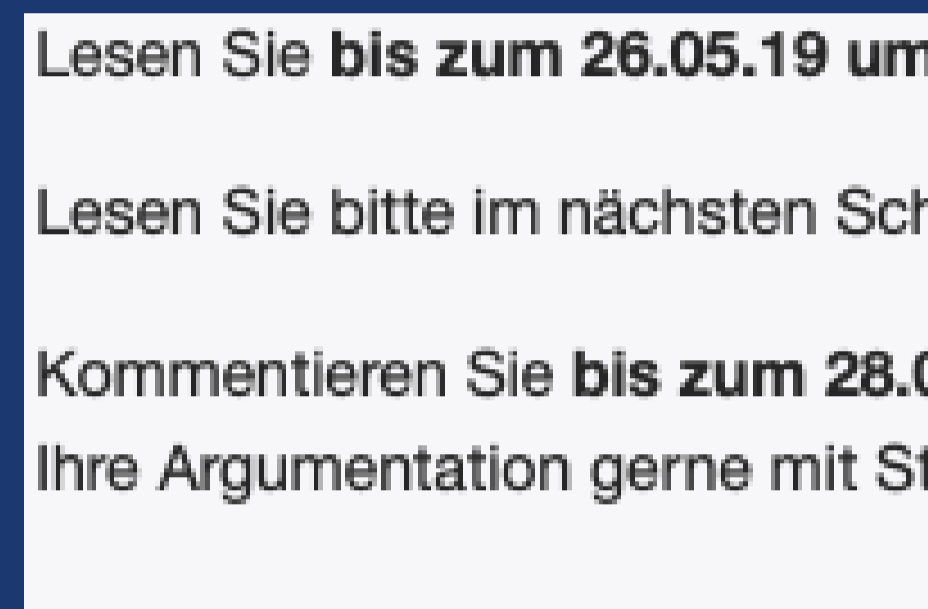 Lesen Sie bis zum 26.05.19 um
Lesen Sie bitte im nächsten
Kommentieren Sie bis zum
Ihre Argumentation gerne mit